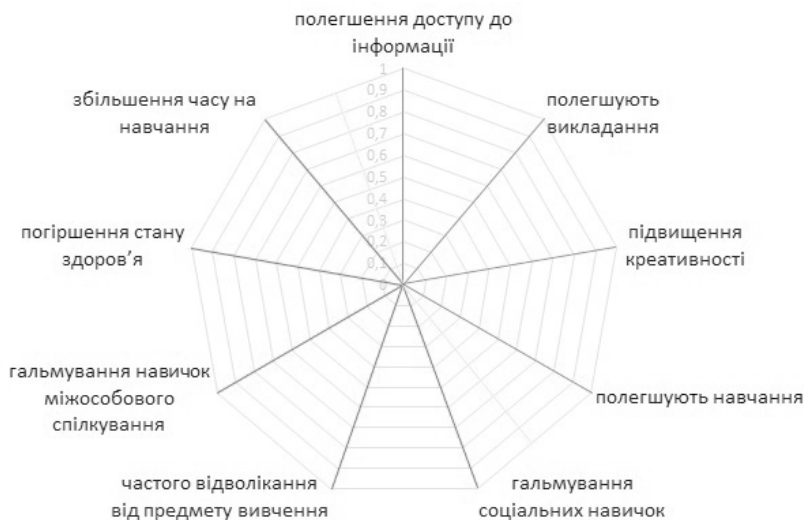 полегшення доступу до
інформації
1
0,9
0,8
0,7
0,6
0,5
0,4
0,3
0,2
0,1
0
полегшують
викладання
підвищення
креативності
полегшують навчання
гальмування
соціальних навичок
частого відволікання
від предмету вивчення
гальмування навичок
міжособового
спілкування
погіршення стану
здоров’я
збільшення часу на
навчання